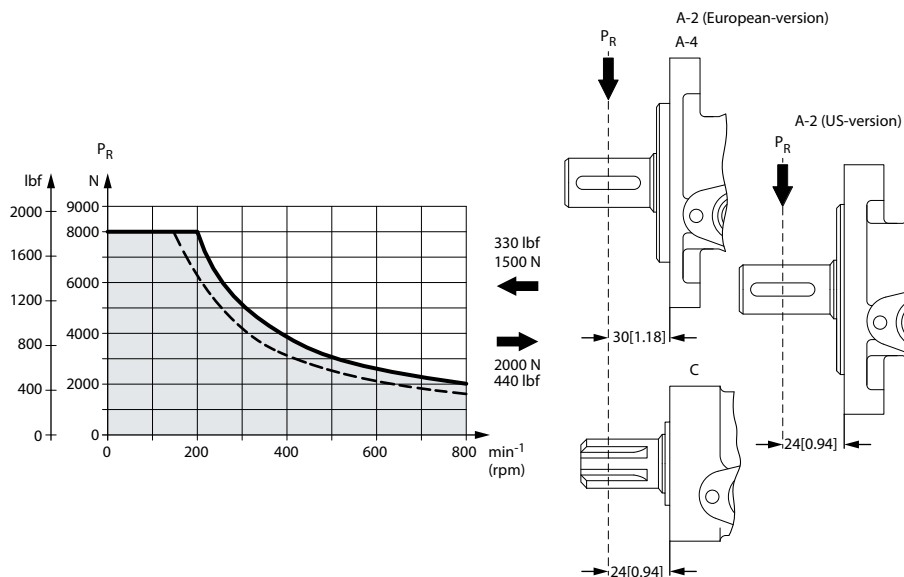 A-2 (European-version)
P_R
A-4
A-2 (US-version)
P_R
P_R
lbf
N
2000
1600
1200
800
400
0
9000
8000
6000
4000
2000
0
0
200
400
600
800
min⁻¹
(rpm)
330 lbf
1500 N
2000 N
440 lbf
30[1.18]
C
24[0.94]
24[0.94]